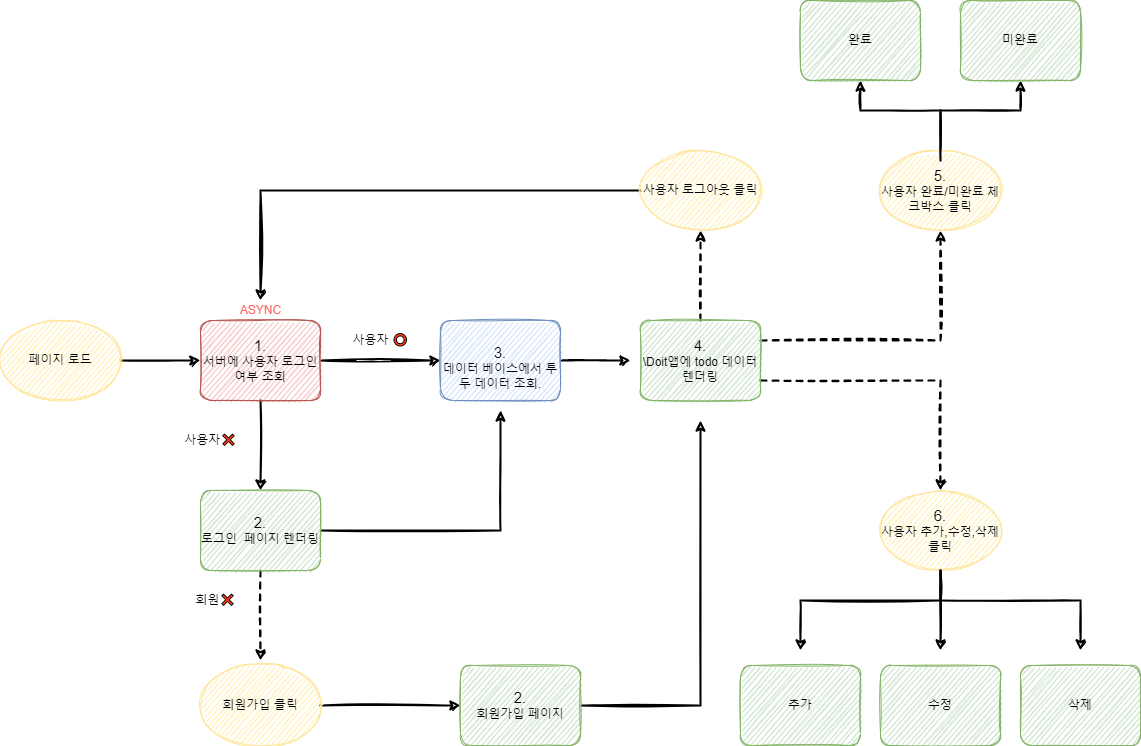 완료
미완료
사용자 로그아웃 클릭
5.
사용자 완료/미완료 체
크박스 클릭
ASYNC
페이지 로드
1.
서버에 사용자 로그인
여부 조회
사용자
3.
데이터 베이스에서 투
두 데이터 조회.
4.
\Doit앱에 todo 데이터
렌더링
사용자
2.
로그인 페이지 렌더링
6.
사용자 추가,수정,삭제
클릭
회원
회원가입 클릭
2.
회원가입 페이지
추가
수정
삭제